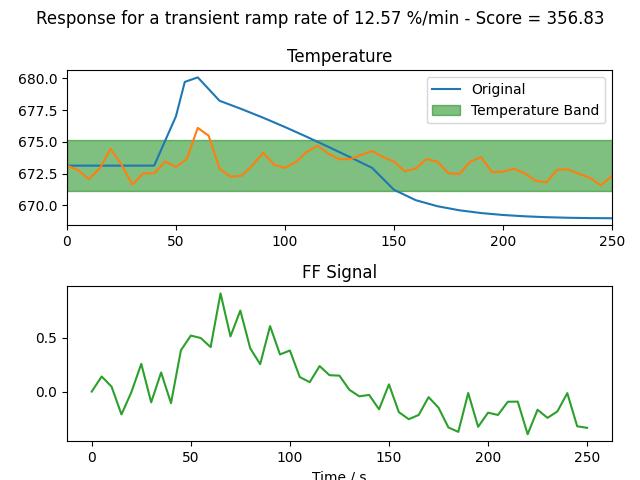 Response for a transient ramp rate of 12.57 %/min - Score = 356.83
Temperature
680.0
677.5
675.0
672.5
670.0
Original
Temperature Band
0 50 100 150 200 250
FF Signal
0.5
0.0
0 50 100 150 200 250
Time / s